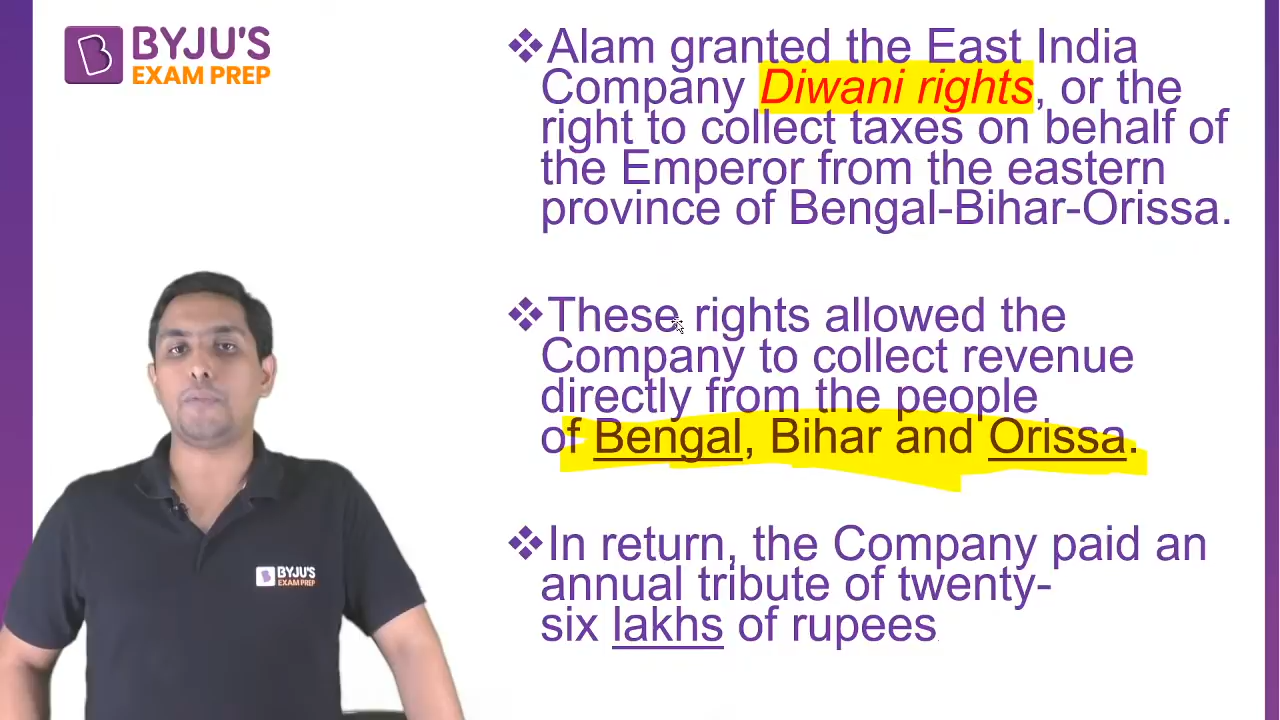 BYJU'S
EXAM PREP
❖Alam granted the East India
Company Diwani rights, or the
right to collect taxes on behalf of
the Emperor from the eastern
province of Bengal-Bihar-Orissa.
❖These rights allowed the
Company to collect revenue
directly from the people
of Bengal, Bihar and Orissa.
❖In return, the Company paid an
annual tribute of twenty-
six lakhs of rupees
BYJU'S
EXAM PREP